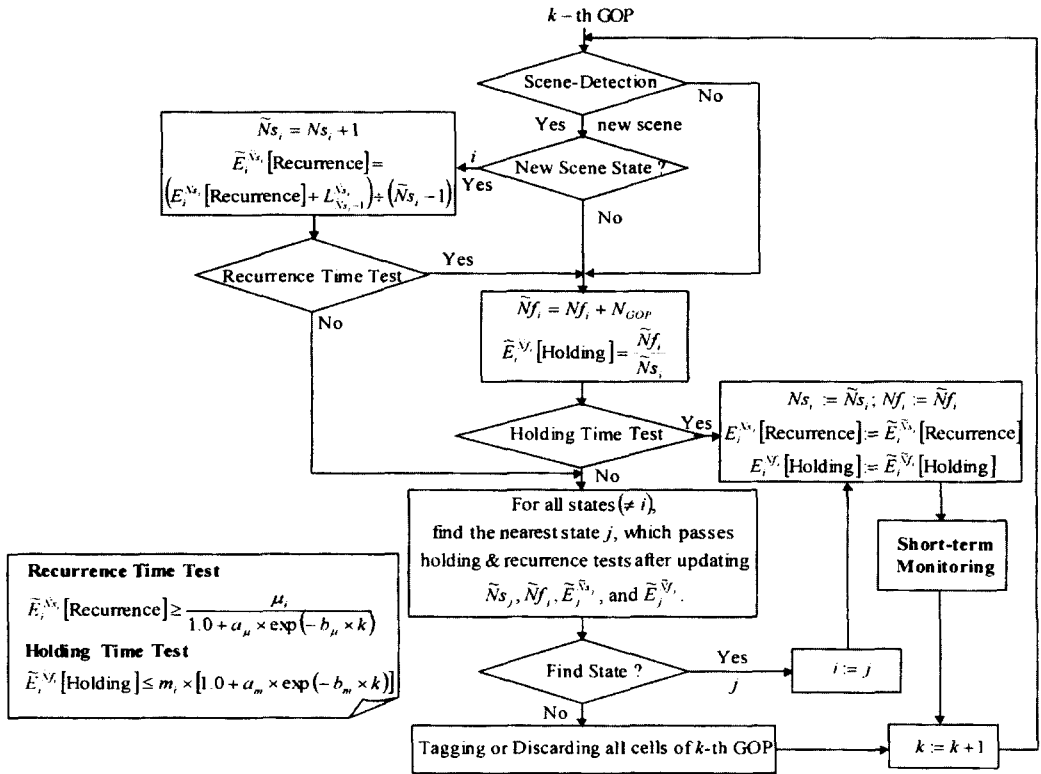 k – th GOP
Scene-Detection
No
Yes new scene
Ñs_i = Ns_i + 1
Ẽ_i^{Ñs_i}[Recurrence] =
(E_i^{Ns_i}[Recurrence] + L_{Ñs_i-1}^{Ñs_i}) ÷ (Ñs_i - 1)
i
Yes
New Scene State ?
No
Recurrence Time Test
Yes
No
Ñf_i = Nf_i + N_{GOP}
Ẽ_i^{Ñf_i}[Holding] = Ñf_i / Ñs_i
Holding Time Test
Yes
No
Ns_i := Ñs_i ; Nf_i := Ñf_i
E_i^{Ns_i}[Recurrence] := Ẽ_i^{Ñs_i}[Recurrence]
E_i^{Nf_i}[Holding] := Ẽ_i^{Ñf_i}[Holding]
For all states (≠ i),
find the nearest state j, which passes
holding & recurrence tests after updating
Ñs_j, Ñf_j, Ẽ_j^{Ñs_j}, and Ẽ_j^{Ñf_j}.
Short-term
Monitoring
Recurrence Time Test
Ẽ_i^{Ñs_i}[Recurrence] ≥ μ_i / (1.0 + a_μ × exp(- b_μ × k))
Holding Time Test
Ẽ_i^{Ñf_i}[Holding] ≤ m_i × [1.0 + a_m × exp(- b_m × k)]
Find State ?
Yes
j
i := j
No
Tagging or Discarding all cells of k-th GOP
k := k + 1